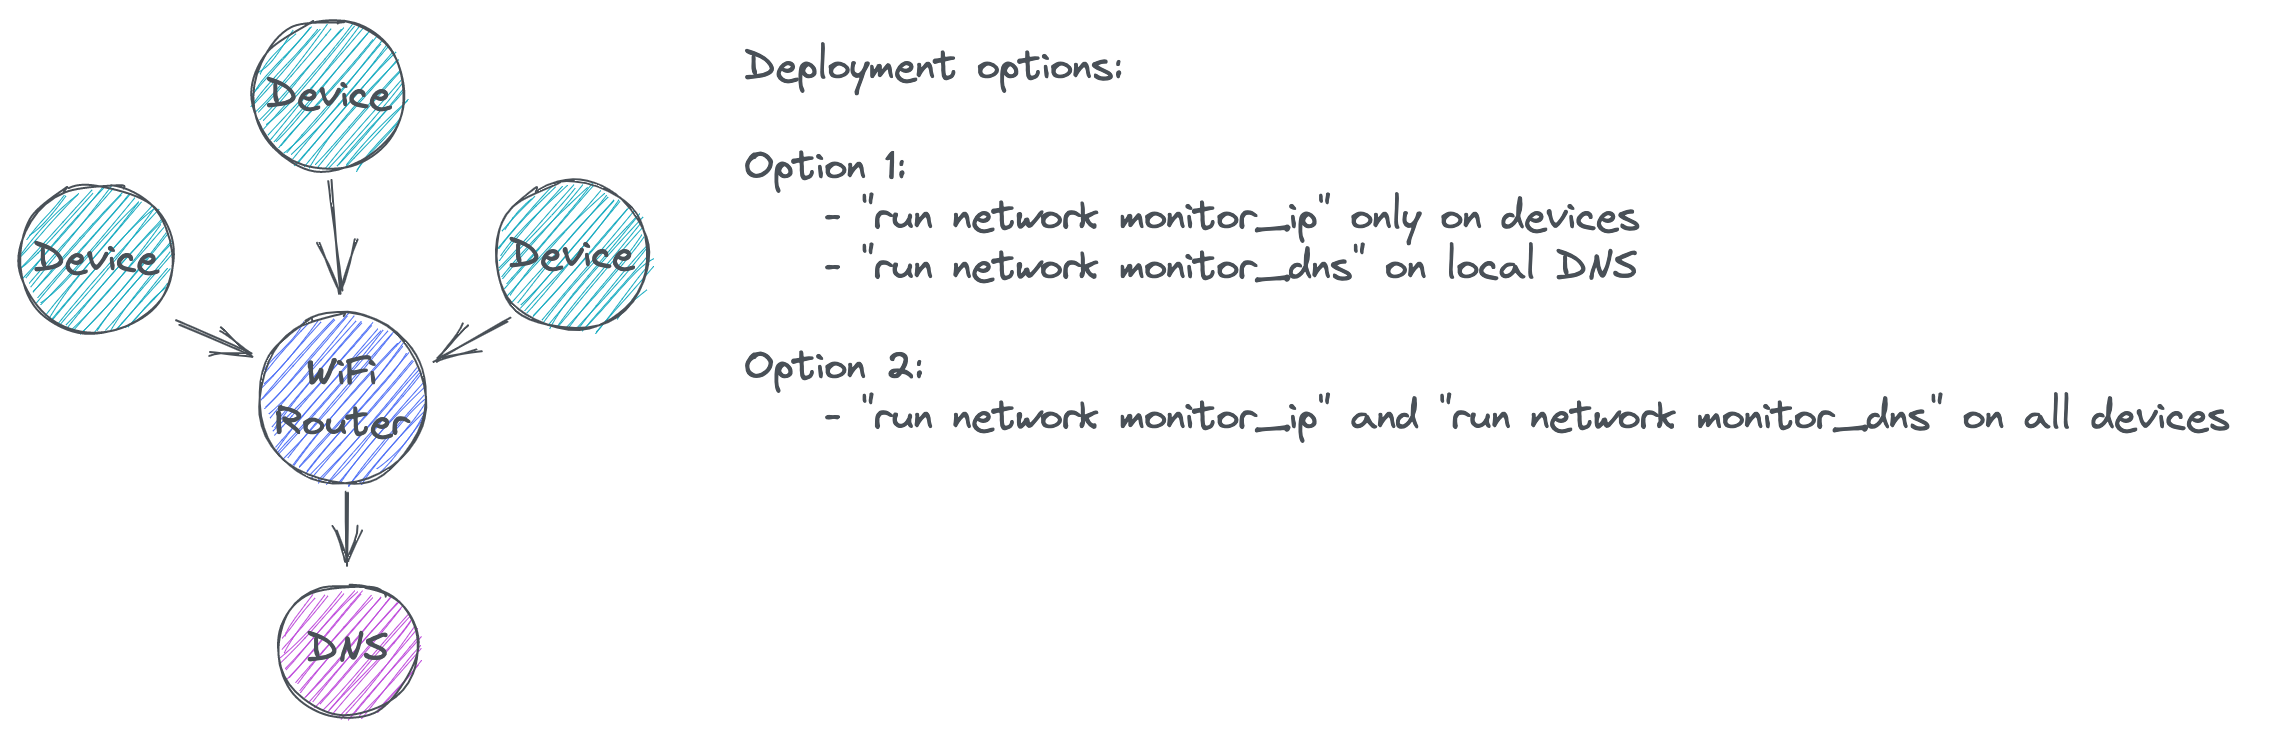 Device
Device
Device
WiFi
Router
DNS
Deployment options:
Option 1:
- "run network monitor_ip" only on devices
- "run network monitor_dns" on local DNS
Option 2:
- "run network monitor_ip" and "run network monitor_dns" on all devices